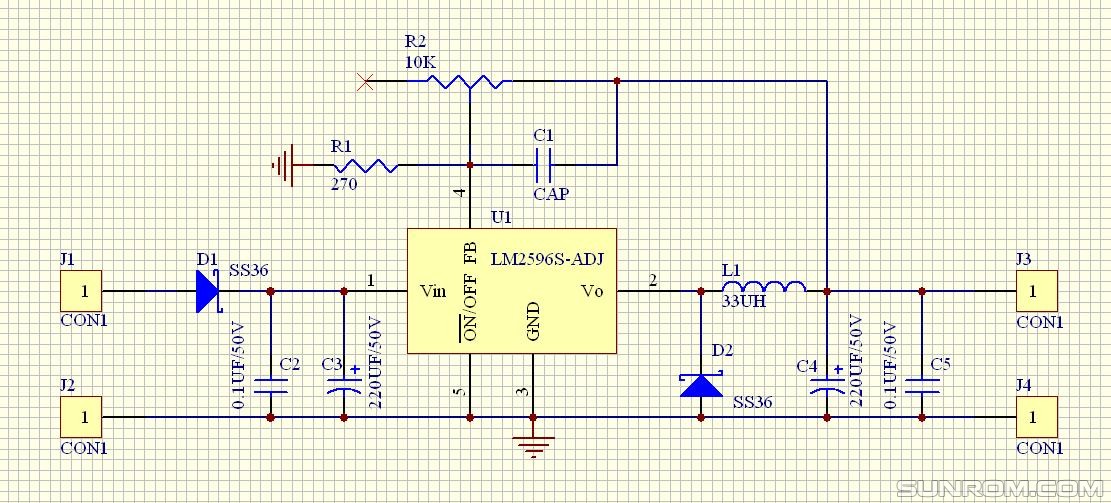 R2
10K
R1
270
C1
CAP
4
U1
LM2596S-ADJ
FB
Vin
Vo
ON/OFF
GND
1
2
5
3
J1
1
CON1
D1
SS36
L1
33UH
J3
1
CON1
C2
0.1UF/50V
C3
+
220UF/50V
D2
SS36
C4
+
220UF/50V
C5
0.1UF/50V
J2
1
CON1
J4
1
CON1
SUNROM.COM